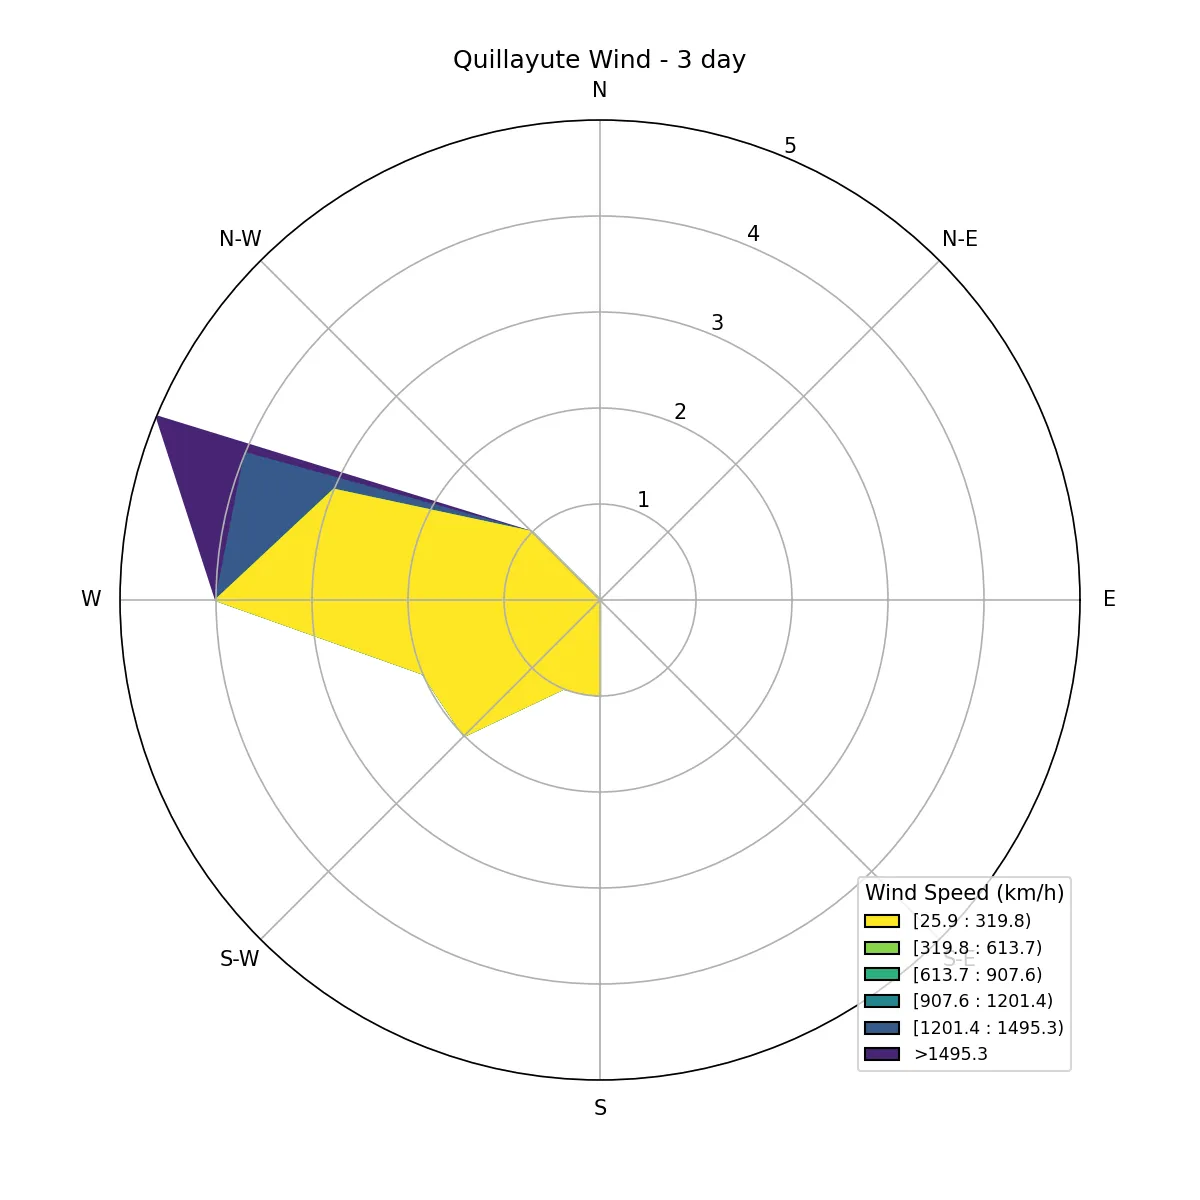 Quillayute Wind - 3 day
N
5
N-W
4
N-E
3
2
1
W
E
Wind Speed (km/h)
[25.9 : 319.8)
[319.8 : 613.7)
S-W
S-E
[613.7 : 907.6)
[907.6 : 1201.4)
[1201.4 : 1495.3)
>1495.3
S